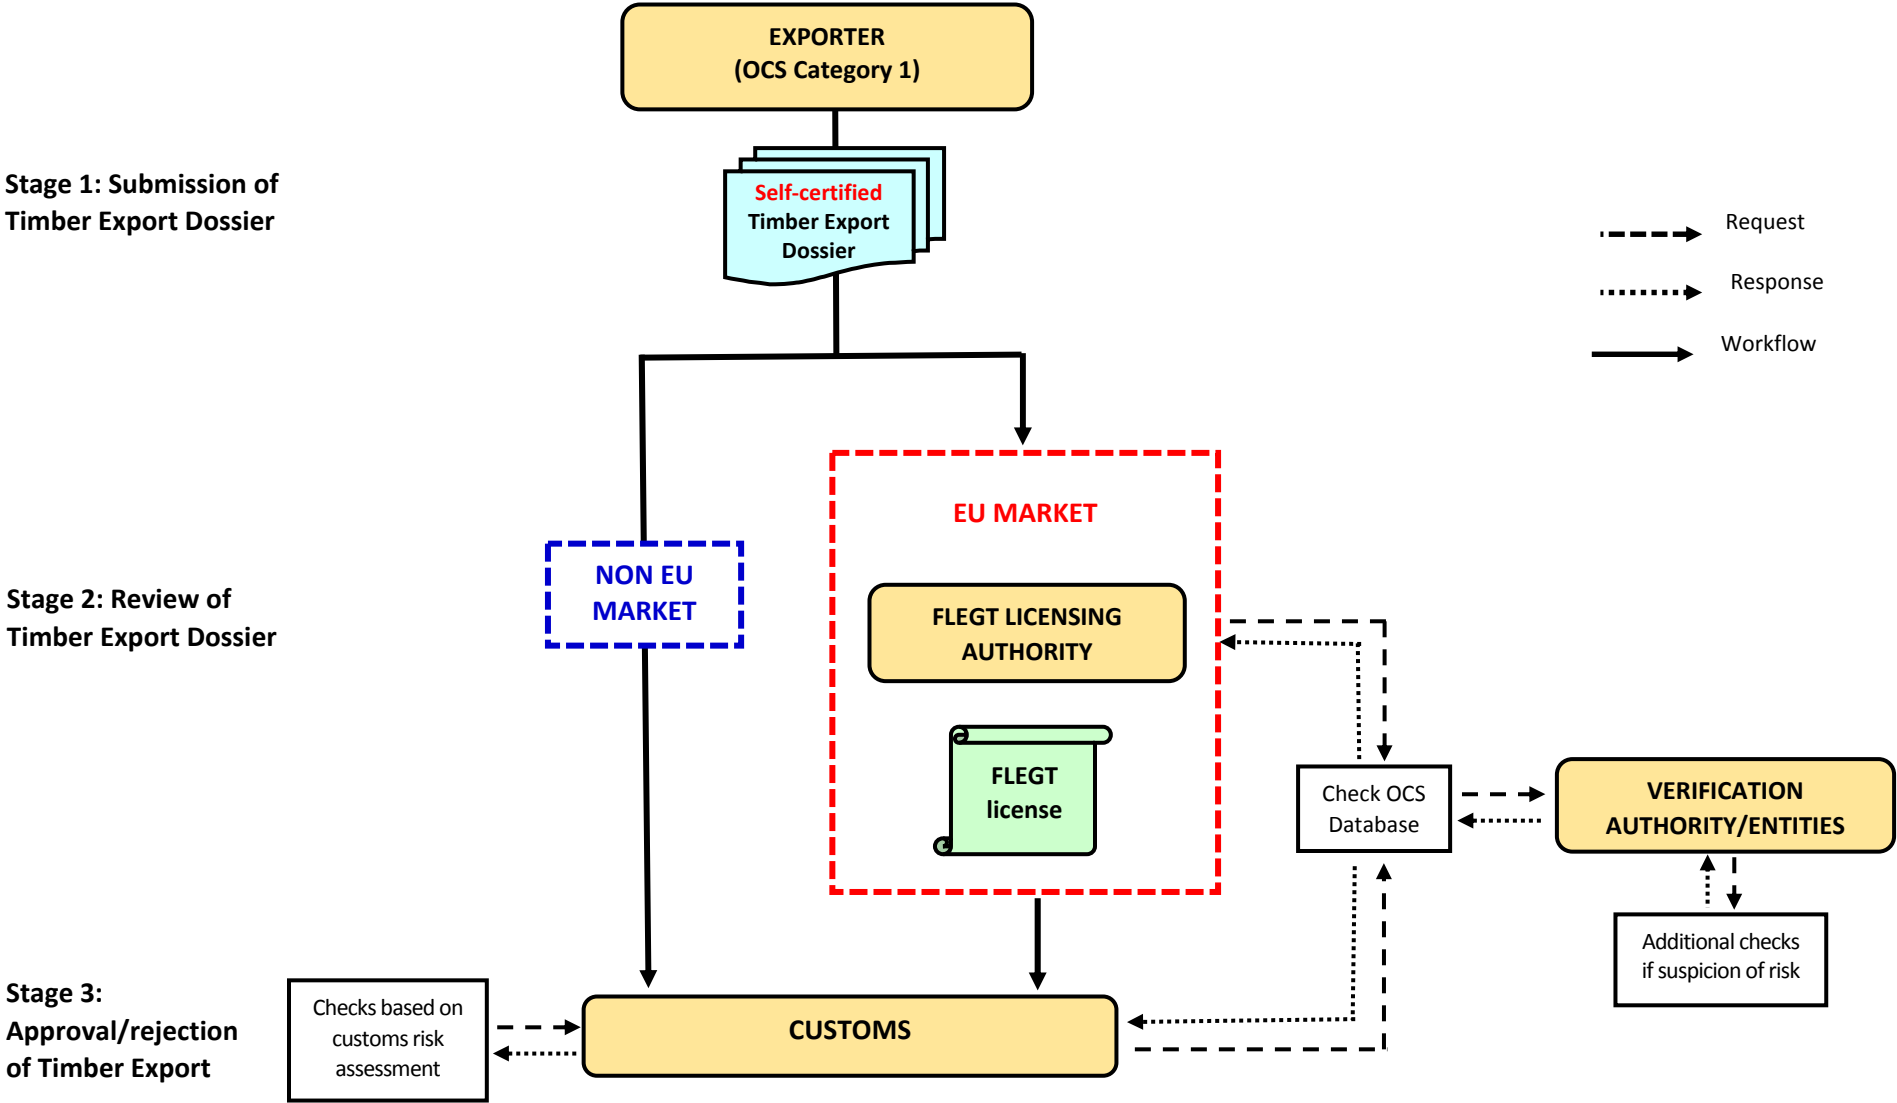 EXPORTER
(OCS Category 1)
Stage 1: Submission of
Timber Export Dossier
Self-certified
Timber Export
Dossier
Request
Response
Workflow
EU MARKET
NON EU
MARKET
Stage 2: Review of
Timber Export Dossier
FLEGT LICENSING
AUTHORITY
FLEGT
license
Check OCS
Database
VERIFICATION
AUTHORITY/ENTITIES
Additional checks
if suspicion of risk
Stage 3:
Approval/rejection
of Timber Export
Checks based on
customs risk
assessment
CUSTOMS